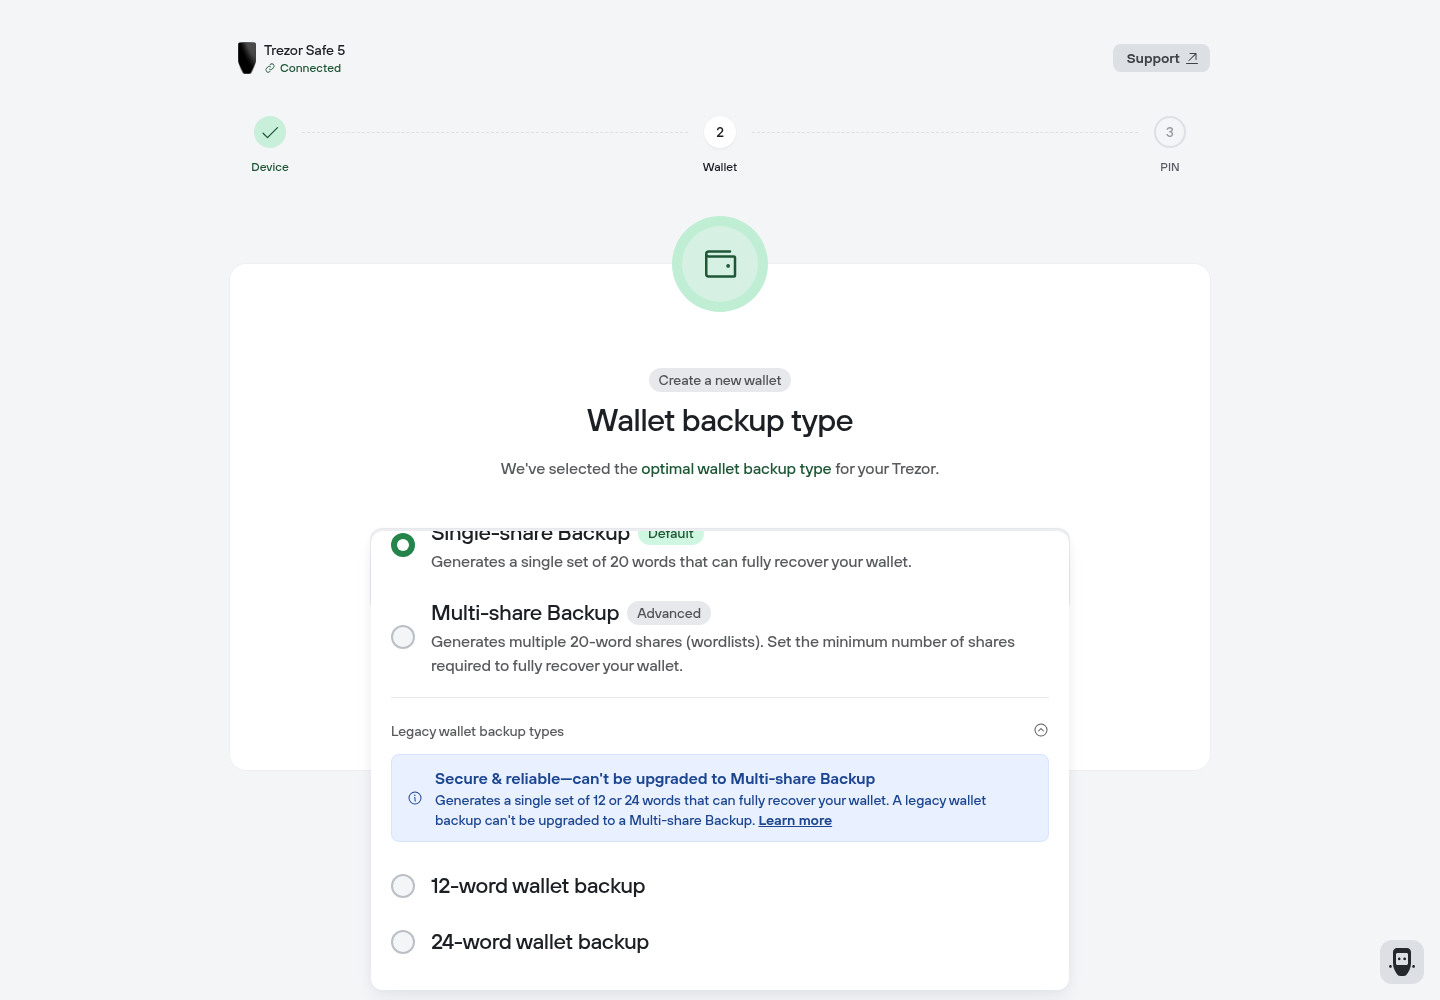 Trezor Safe 5
Connected
Support
2
3
Device
Wallet
PIN
Create a new wallet
Wallet backup type
We've selected the optimal wallet backup type for your Trezor.
Single-share Backup Default
Generates a single set of 20 words that can fully recover your wallet.
Multi-share Backup Advanced
Generates multiple 20-word shares (wordlists). Set the minimum number of shares
required to fully recover your wallet.
Legacy wallet backup types
Secure & reliable—can't be upgraded to Multi-share Backup
Generates a single set of 12 or 24 words that can fully recover your wallet. A legacy wallet
backup can't be upgraded to a Multi-share Backup. Learn more
12-word wallet backup
24-word wallet backup